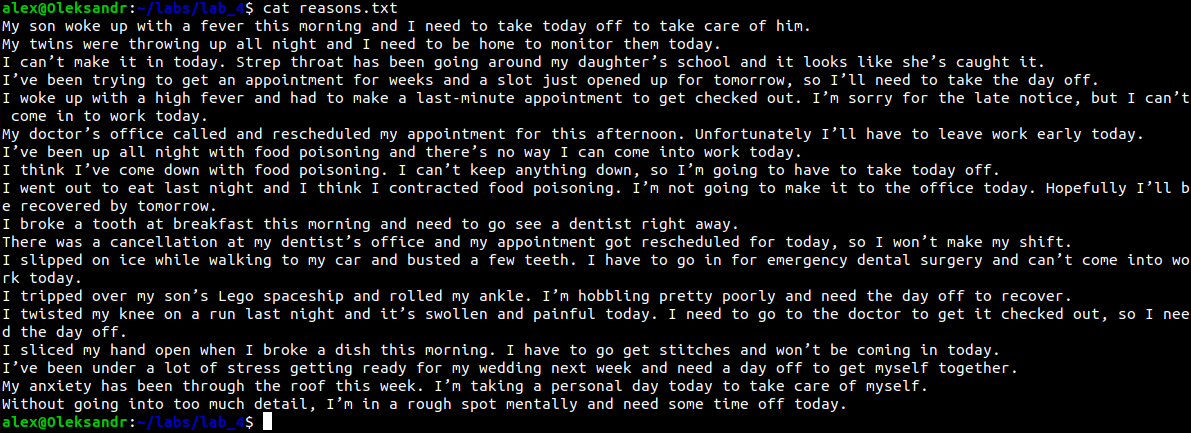 alex@Oleksandr:~/labs/lab_4$ cat reasons.txt
My son woke up with a fever this morning and I need to take today off to take care of him.
My twins were throwing up all night and I need to be home to monitor them today.
I can’t make it in today. Strep throat has been going around my daughter’s school and it looks like she’s caught it.
I’ve been trying to get an appointment for weeks and a slot just opened up for tomorrow, so I’ll need to take the day off.
I woke up with a high fever and had to make a last-minute appointment to get checked out. I’m sorry for the late notice, but I can’t
 come in to work today.
My doctor’s office called and rescheduled my appointment for this afternoon. Unfortunately I’ll have to leave work early today.
I’ve been up all night with food poisoning and there’s no way I can come into work today.
I think I’ve come down with food poisoning. I can’t keep anything down, so I’m going to have to take today off.
I went out to eat last night and I think I contracted food poisoning. I’m not going to make it to the office today. Hopefully I’ll b
e recovered by tomorrow.
I broke a tooth at breakfast this morning and need to go see a dentist right away.
There was a cancellation at my dentist’s office and my appointment got rescheduled for today, so I won’t make my shift.
I slipped on ice while walking to my car and busted a few teeth. I have to go in for emergency dental surgery and can’t come into wo
rk today.
I tripped over my son’s Lego spaceship and rolled my ankle. I’m hobbling pretty poorly and need the day off to recover.
I twisted my knee on a run last night and it’s swollen and painful today. I need to go to the doctor to get it checked out, so I nee
d the day off.
I sliced my hand open when I broke a dish this morning. I have to go get stitches and won’t be coming in today.
I’ve been under a lot of stress getting ready for my wedding next week and need a day off to get myself together.
My anxiety has been through the roof this week. I’m taking a personal day today to take care of myself.
Without going into too much detail, I’m in a rough spot mentally and need some time off today.
alex@Oleksandr:~/labs/lab_4$